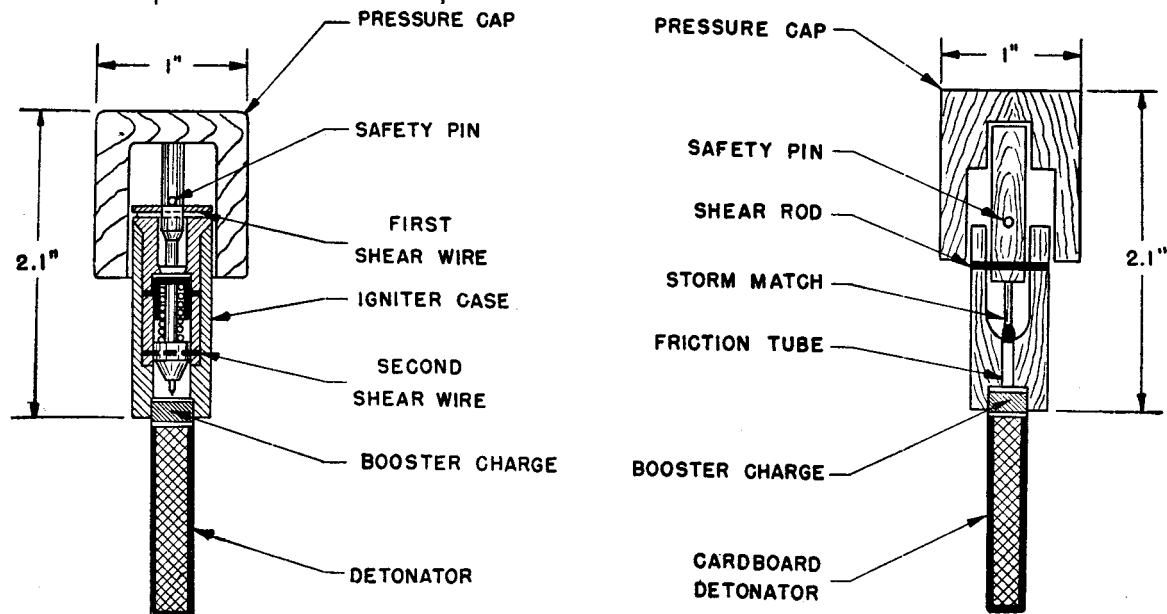 PRESSURE CAP
1"
SAFETY PIN
FIRST
SHEAR WIRE
2.1"
IGNITER CASE
SECOND
SHEAR WIRE
BOOSTER CHARGE
DETONATOR
PRESSURE CAP
1"
SAFETY PIN
SHEAR ROD
2.1"
STORM MATCH
FRICTION TUBE
BOOSTER CHARGE
CARDBOARD
DETONATOR